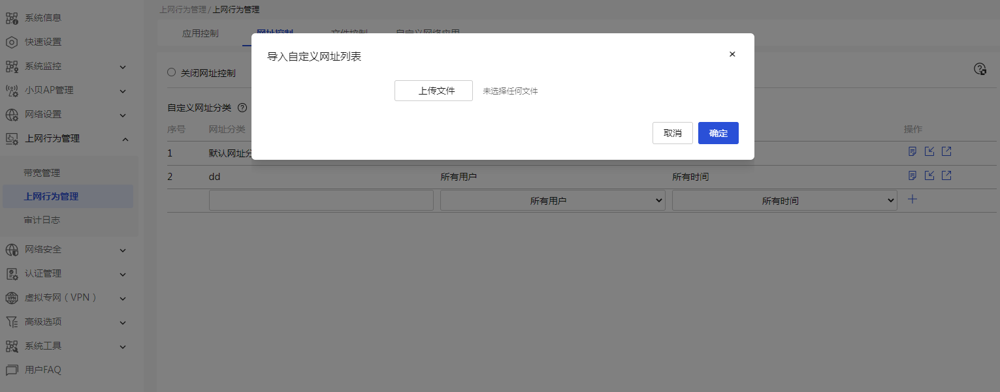 系统信息
快速设置
系统监控
小贝AP管理
网络设置
上网行为管理
带宽管理
上网行为管理
审计日志
网络安全
认证管理
虚拟专网（VPN）
高级选项
系统工具
用户FAQ
上网行为管理 / 上网行为管理
应用控制 网址控制 文件控制 自定义网络应用
导入自定义网址列表 ×
关闭网址控制
上传文件 未选择任何文件
自定义网址分类
取消 确定
序号 网址分类 操作
1 默认网址分
2 dd 所有用户 所有时间
所有用户 所有时间